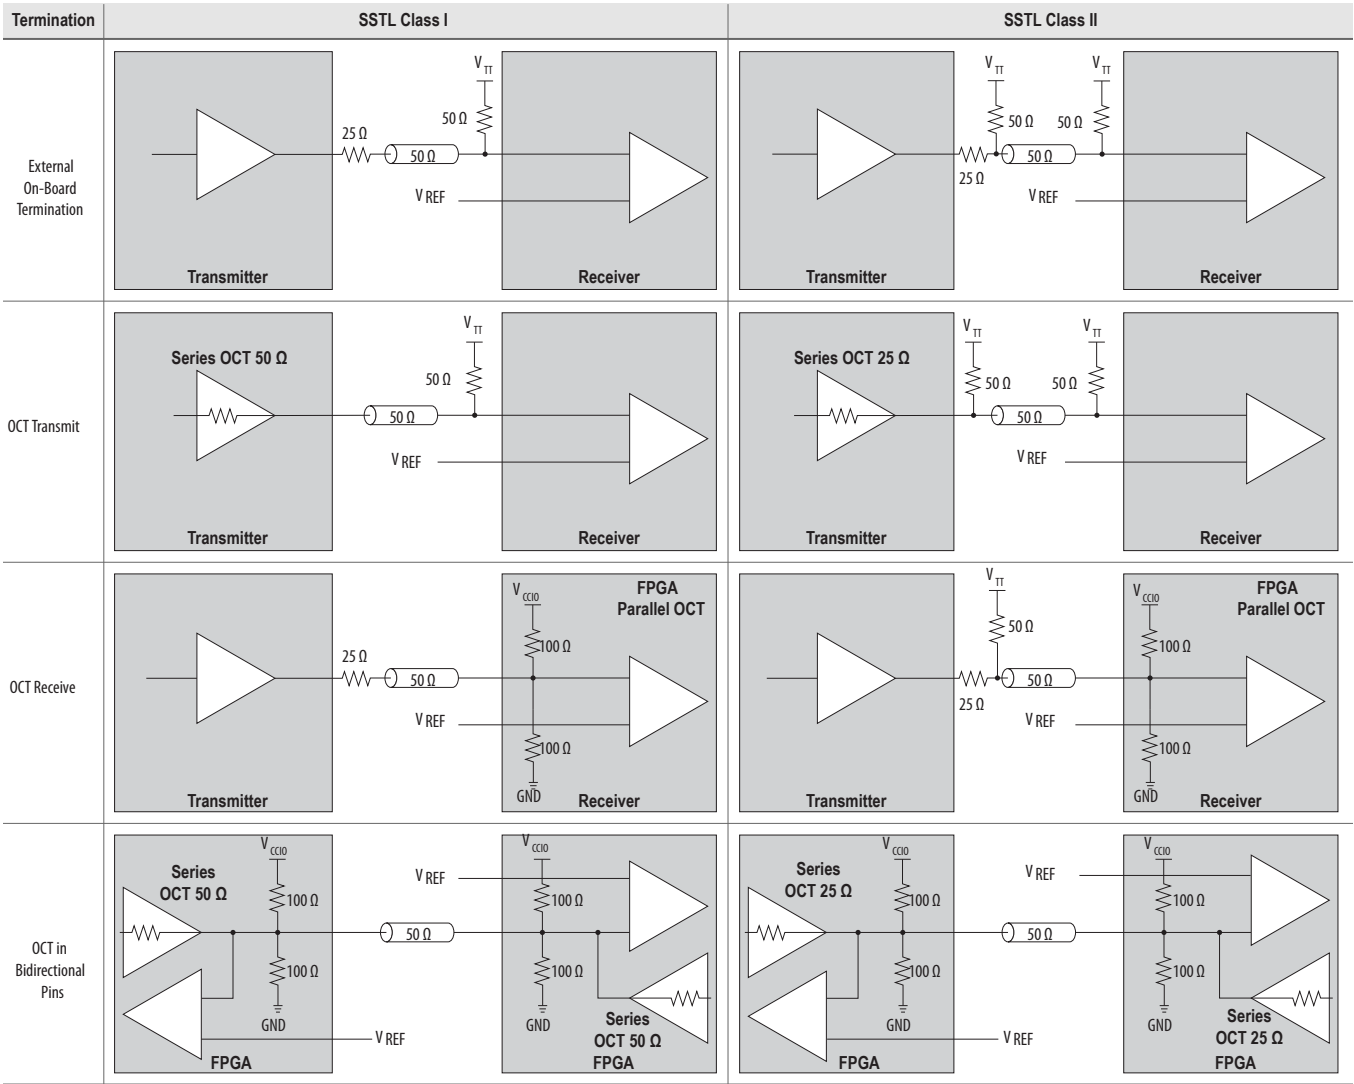 Termination
SSTL Class I
SSTL Class II
External
On-Board
Termination
25 Ω
50 Ω
50 Ω
V TT
V REF
Transmitter
Receiver
25 Ω
V TT
50 Ω
50 Ω
V TT
50 Ω
V REF
Transmitter
Receiver
OCT Transmit
Series OCT 50 Ω
50 Ω
V TT
50 Ω
V REF
Transmitter
Receiver
Series OCT 25 Ω
V TT
50 Ω
50 Ω
V TT
50 Ω
V REF
Transmitter
Receiver
OCT Receive
25 Ω
50 Ω
V REF
V CCIO
100 Ω
100 Ω
GND
FPGA
Parallel OCT
Transmitter
Receiver
V TT
50 Ω
25 Ω
50 Ω
V REF
V CCIO
100 Ω
100 Ω
GND
FPGA
Parallel OCT
Transmitter
Receiver
OCT in
Bidirectional
Pins
Series
OCT 50 Ω
V CCIO
100 Ω
100 Ω
GND
V REF
FPGA
50 Ω
V REF
V CCIO
100 Ω
100 Ω
GND
Series
OCT 50 Ω
FPGA
Series
OCT 25 Ω
V CCIO
100 Ω
100 Ω
GND
V REF
FPGA
50 Ω
V REF
V CCIO
100 Ω
100 Ω
GND
Series
OCT 25 Ω
FPGA